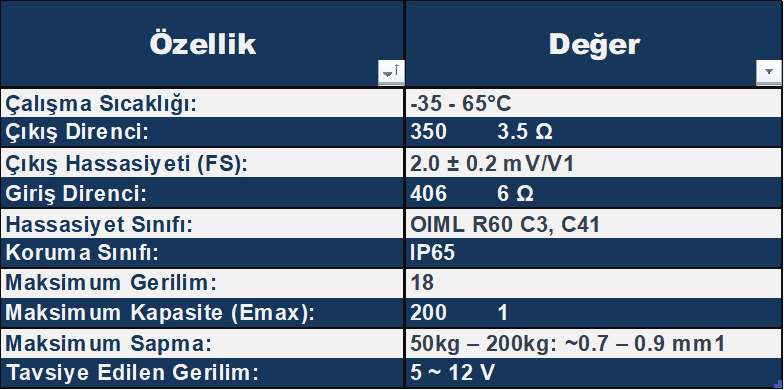 Özellik Değer
Çalışma Sıcaklığı: -35 - 65°C
Çıkış Direnci: 350 3.5 Ω
Çıkış Hassasiyeti (FS): 2.0 ± 0.2 mV/V1
Giriş Direnci: 406 6 Ω
Hassasiyet Sınıfı: OIML R60 C3, C41
Koruma Sınıfı: IP65
Maksimum Gerilim: 18
Maksimum Kapasite (Emax): 200 1
Maksimum Sapma: 50kg – 200kg: ~0.7 – 0.9 mm1
Tavsiye Edilen Gerilim: 5 ~ 12 V